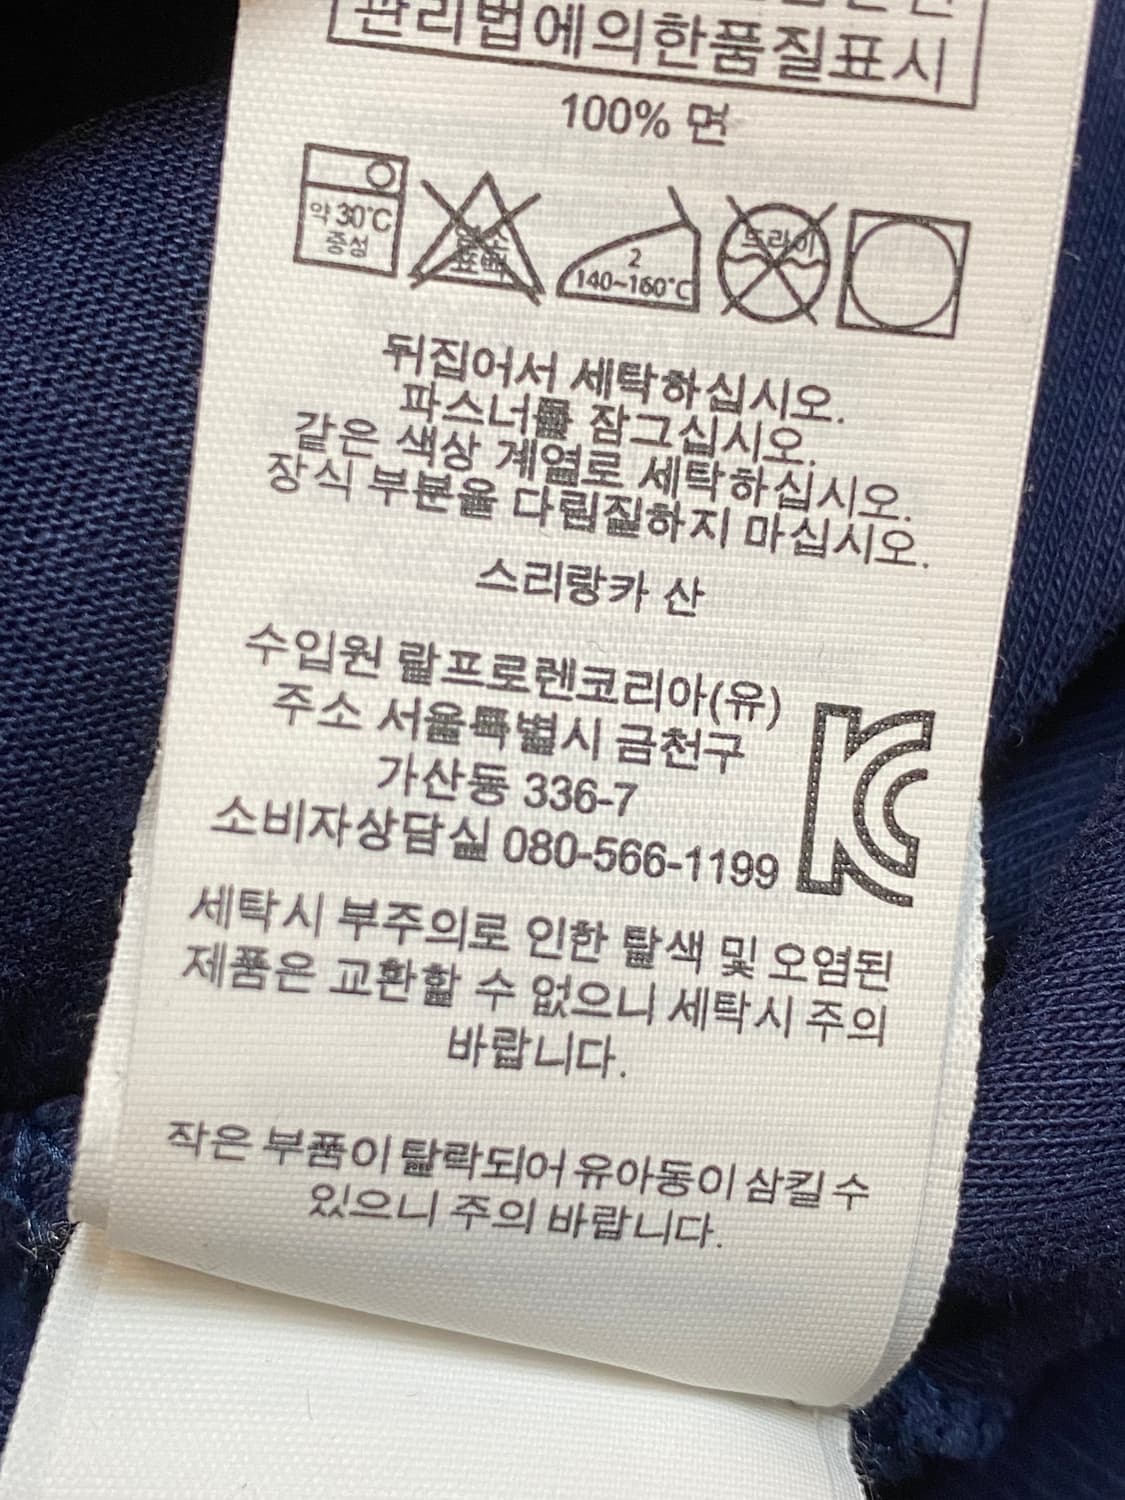 관리법에의한품질표시
100% 면
약 30℃
중성
염소
표백
2
140~160℃
드라이
뒤집어서 세탁하십시오.
파스너를 잠그십시오.
같은 색상 계열로 세탁하십시오.
장식 부분을 다림질하지 마십시오.
스리랑카 산
수입원 랄프로렌코리아(유)
주소 서울특별시 금천구
가산동 336-7
소비자상담실 080-566-1199
KC
세탁시 부주의로 인한 탈색 및 오염된
제품은 교환할 수 없으니 세탁시 주의
바랍니다.
작은 부품이 탈락되어 유아동이 삼킬 수
있으니 주의 바랍니다.